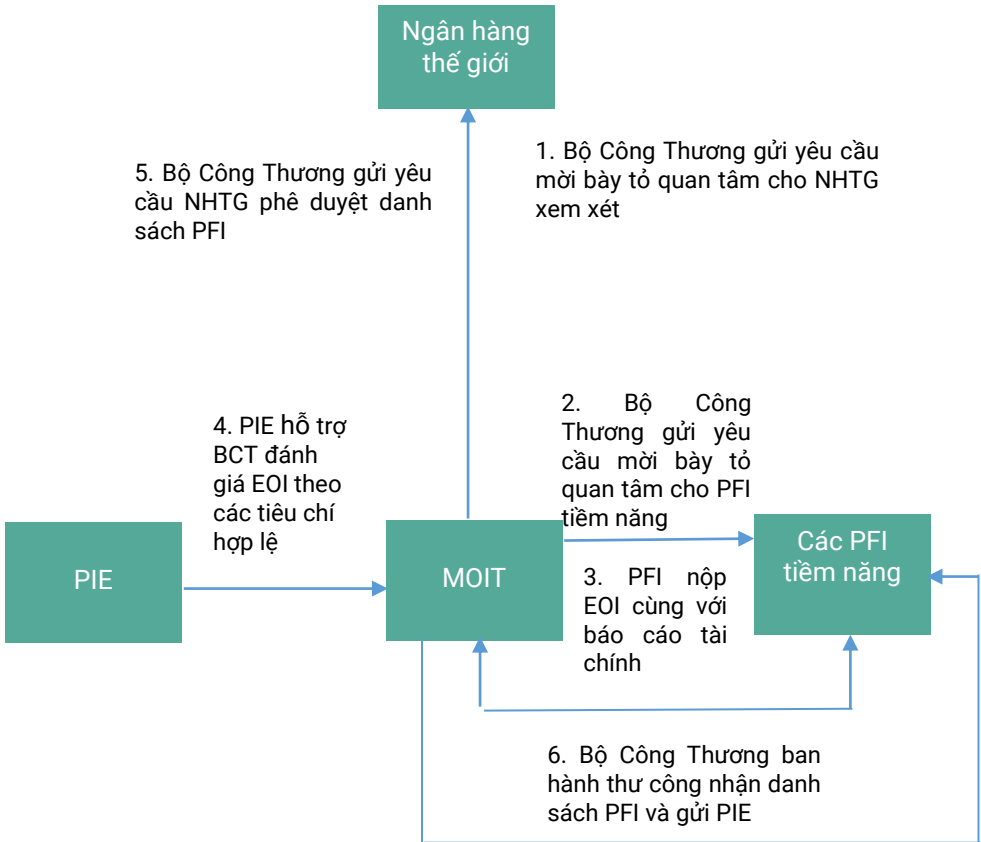 Ngân hàng
thế giới
5. Bộ Công Thương gửi yêu
cầu NHTG phê duyệt danh
sách PFI
1. Bộ Công Thương gửi yêu cầu
mời bày tỏ quan tâm cho NHTG
xem xét
4. PIE hỗ trợ
BCT đánh
giá EOI theo
các tiêu chí
hợp lệ
2. Bộ Công
Thương gửi yêu
cầu mời bày tỏ
quan tâm cho PFI
tiềm năng
PIE
MOIT
Các PFI
tiềm năng
3. PFI nộp
EOI cùng với
báo cáo tài
chính
6. Bộ Công Thương ban
hành thư công nhận danh
sách PFI và gửi PIE